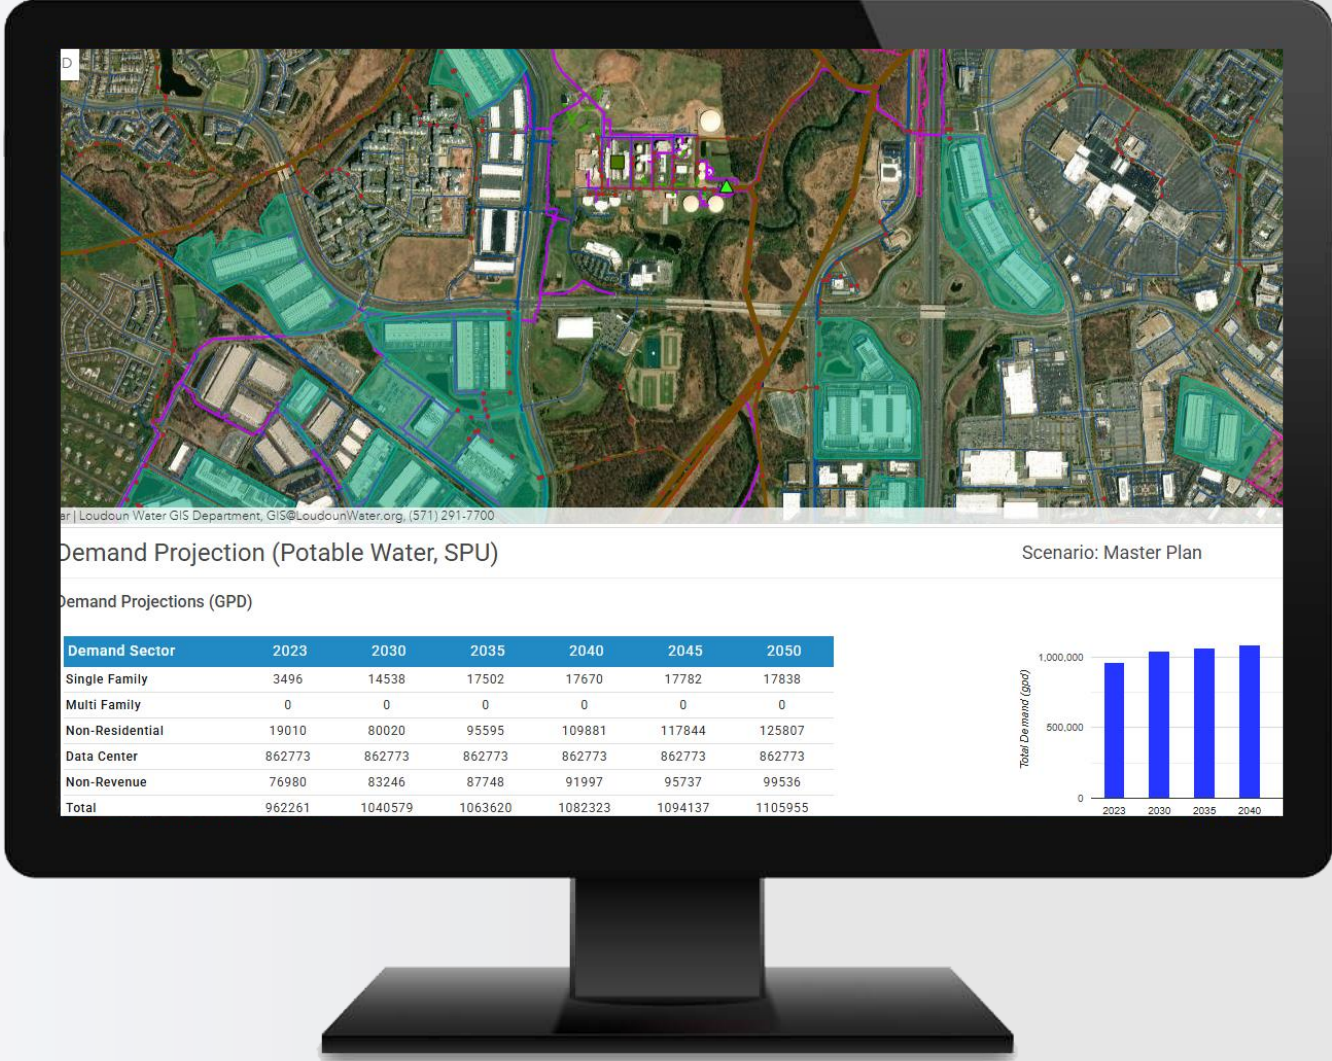 D
ar | Loudoun Water GIS Department, GIS@LoudounWater.org, (571) 291-7700
Demand Projection (Potable Water, SPU)
Scenario: Master Plan
Demand Projections (GPD)
Demand Sector 2023 2030 2035 2040 2045 2050
Single Family 3496 14538 17502 17670 17782 17838
Multi Family 0 0 0 0 0 0
Non-Residential 19010 80020 95595 109881 117844 125807
Data Center 862773 862773 862773 862773 862773 862773
Non-Revenue 76980 83246 87748 91997 95737 99536
Total 962261 1040579 1063620 1082323 1094137 1105955
Total Demand (gpd)
1,000,000
500,000
0
2023 2030 2035 2040